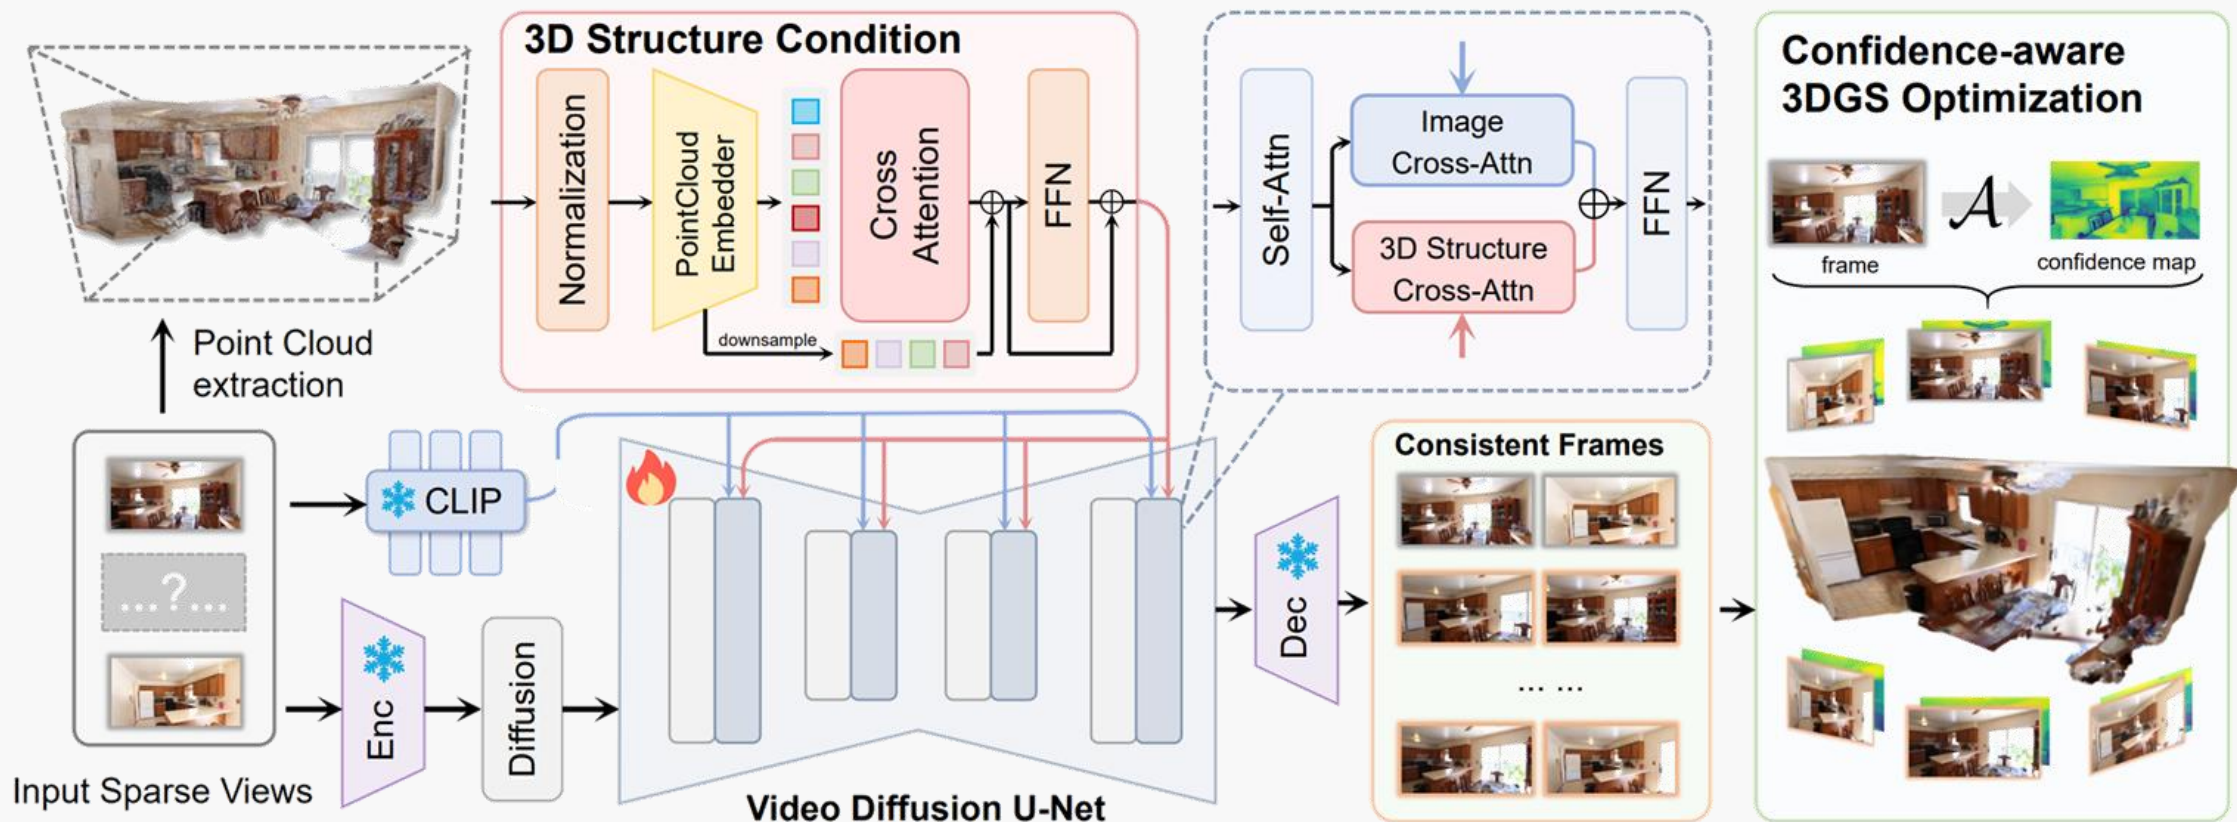 3D Structure Condition
Normalization
PointCloud
Embedder
Cross
Attention
FFN
downsample
Self-Attn
Image
Cross-Attn
3D Structure
Cross-Attn
FFN
Confidence-aware
3DGS Optimization
A
frame
confidence map
Point Cloud
extraction
CLIP
...?...
Enc
Diffusion
Input Sparse Views
Video Diffusion U-Net
Dec
Consistent Frames
... ...